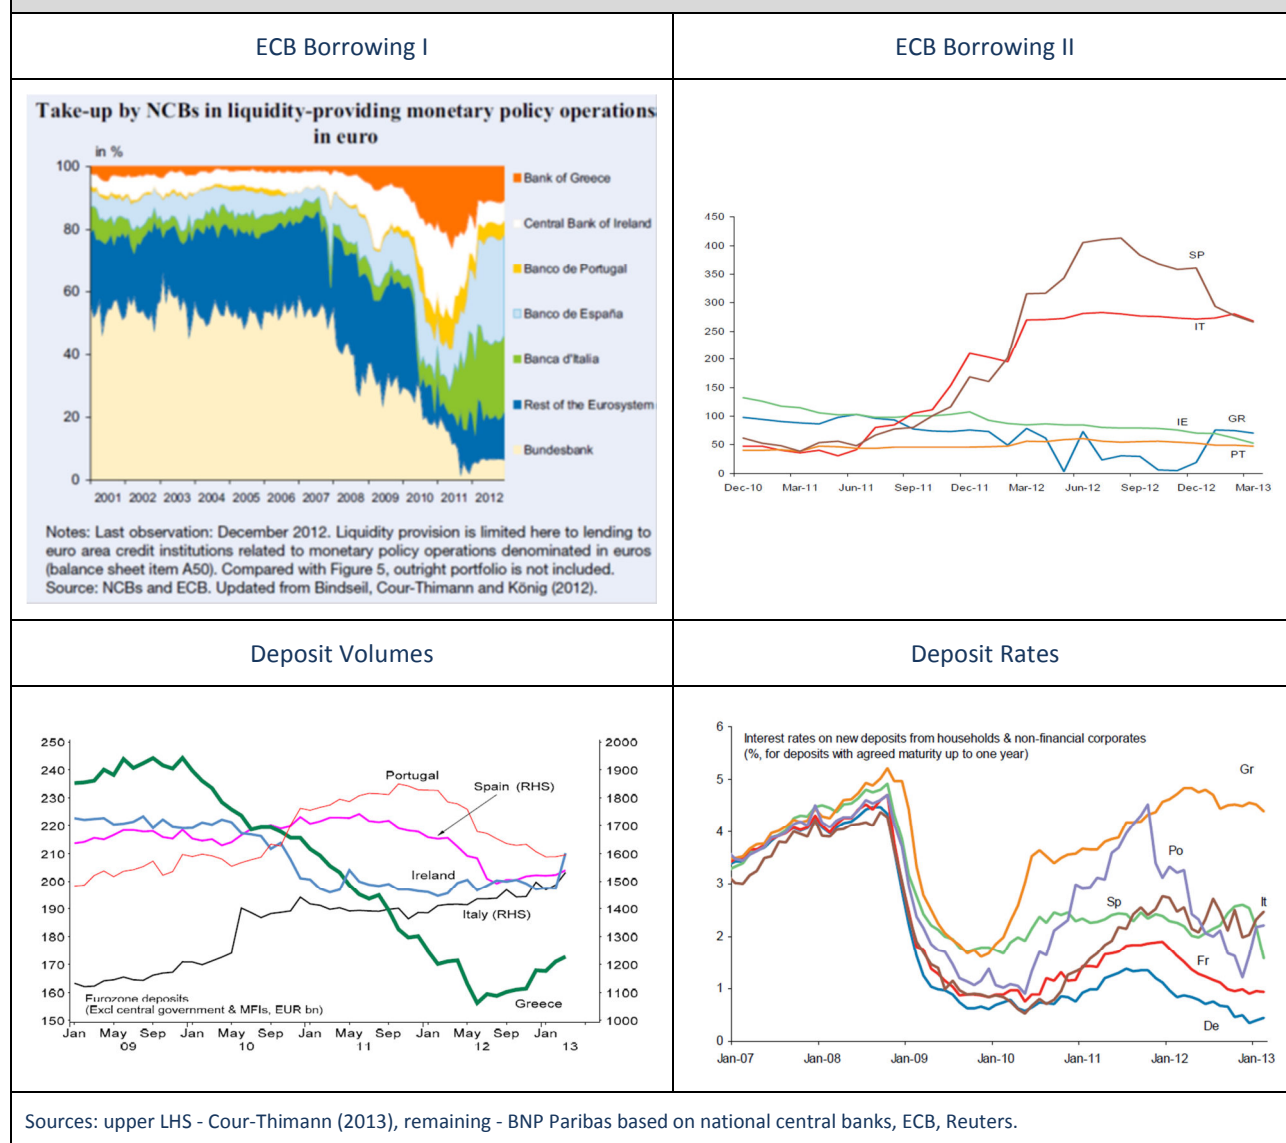 ECB Borrowing I
ECB Borrowing II
Take-up by NCBs in liquidity-providing monetary policy operations
in euro
in %
100
80
60
40
20
0
2001 2002 2003 2004 2005 2006 2007 2008 2009 2010 2011 2012
Bank of Greece
Central Bank of Ireland
Banco de Portugal
Banco de España
Banca d'Italia
Rest of the Eurosystem
Bundesbank
Notes: Last observation: December 2012. Liquidity provision is limited here to lending to
euro area credit institutions related to monetary policy operations denominated in euros
(balance sheet item A50). Compared with Figure 5, outright portfolio is not included.
Source: NCBs and ECB. Updated from Bindseil, Cour-Thimann and König (2012).
450
400
350
300
250
200
150
100
50
0
SP
IT
IE
GR
PT
Dec-10 Mar-11 Jun-11 Sep-11 Dec-11 Mar-12 Jun-12 Sep-12 Dec-12 Mar-13
Deposit Volumes
Deposit Rates
250
240
230
220
210
200
190
180
170
160
150
2000
1900
1800
1700
1600
1500
1400
1300
1200
1100
1000
Portugal
Spain (RHS)
Ireland
Italy (RHS)
Greece
Eurozone deposits
(Excl central government & MFIs, EUR bn)
Jan May Sep Jan May Sep Jan May Sep Jan May Sep Jan
09 10 11 12 13
Interest rates on new deposits from households & non-financial corporates
(%, for deposits with agreed maturity up to one year)
6
5
4
3
2
1
0
Gr
Po
Sp
It
Fr
De
Jan-07 Jan-08 Jan-09 Jan-10 Jan-11 Jan-12 Jan-13
Sources: upper LHS - Cour-Thimann (2013), remaining - BNP Paribas based on national central banks, ECB, Reuters.